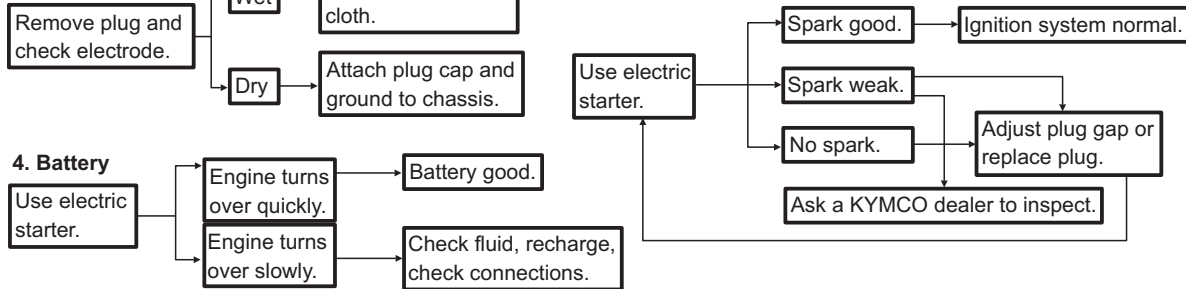 Wet
cloth.
Remove plug and
check electrode.
Dry
Attach plug cap and
ground to chassis.
Use electric
starter.
Spark good.
Ignition system normal.
Spark weak.
No spark.
Adjust plug gap or
replace plug.
Ask a KYMCO dealer to inspect.
4. Battery
Use electric
starter.
Engine turns
over quickly.
Battery good.
Engine turns
over slowly.
Check fluid, recharge,
check connections.